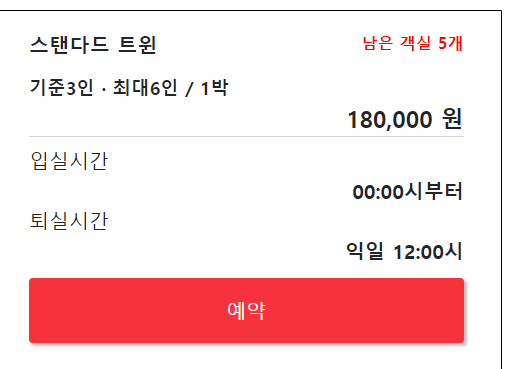 스탠다드 트윈 남은 객실 5개
기준3인 · 최대6인 / 1박
180,000 원
입실시간
00:00시부터
퇴실시간
익일 12:00시
예약